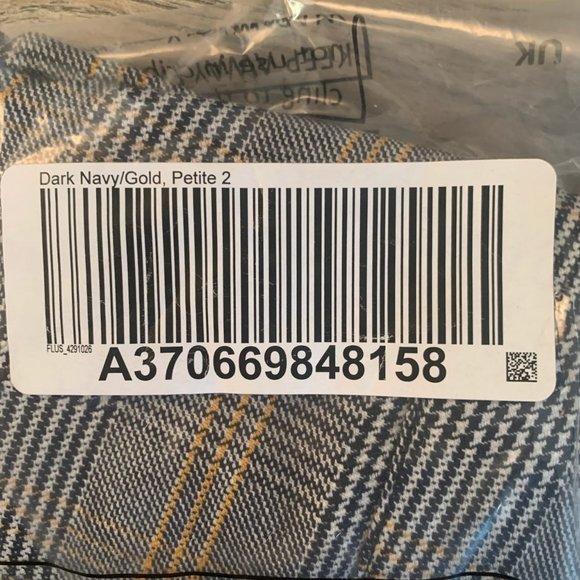 UK
Dark Navy/Gold, Petite 2
FLUS_4291026
A370669848158